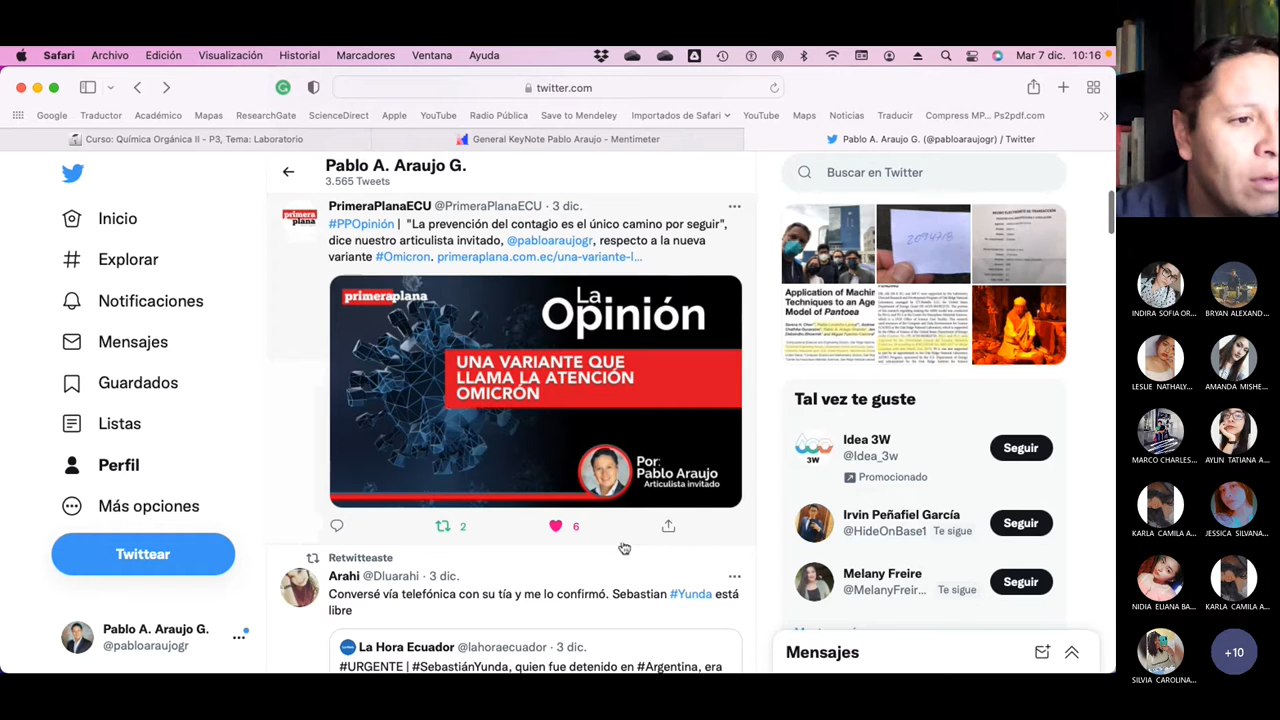 Safari Archivo Edición Visualización Historial Marcadores Ventana Ayuda Mar 7 dic. 10:16
twitter.com
Google Traductor Académico Mapas ResearchGate ScienceDirect Apple YouTube Radio Pública Save to Mendeley Importados de Safari YouTube Maps Noticias Traducir Compress MP... Ps2pdf.com
Curso: Química Orgánica II - P3, Tema: Laboratorio
General KeyNote Pablo Araujo - Mentimeter
Pablo A. Araujo G. (@pabloaraujogr) / Twitter
Inicio
Explorar
Notificaciones
Mensajes
Guardados
Listas
Perfil
Más opciones
Twittear
Pablo A. Araujo G.
@pabloaraujogr
Pablo A. Araujo G.
3.565 Tweets
primeraplana
PrimeraPlanaECU @PrimeraPlanaECU · 3 dic.
#PPOpinión | "La prevención del contagio es el único camino por seguir",
dice nuestro articulista invitado, @pabloaraujogr, respecto a la nueva
variante #Omicron. primeraplana.com.ec/una-variante-l...
primeraplana
La
Opinión
UNA VARIANTE QUE
LLAMA LA ATENCIÓN
OMICRÓN
Por:
Pablo Araujo
Articulista invitado
2 6
Retwitteaste
Arahi @Dluarahi · 3 dic.
Conversé vía telefónica con su tía y me lo confirmó. Sebastian #Yunda está
libre
La Hora Ecuador @lahoraecuador · 3 dic.
#URGENTE | #SebastiánYunda, quien fue detenido en #Argentina, era
Buscar en Twitter
2094718
Application of Machin
Techniques to an Age
Model of Pantoea
Tal vez te guste
3W
Idea 3W
@Idea_3w
Promocionado
Seguir
Irvin Peñafiel García
@HideOnBase1 Te sigue
Seguir
Melany Freire
@MelanyFreir... Te sigue
Seguir
Mensajes
INDIRA SOFIA OR...
BRYAN ALEXAND...
LESLIE NATHALY...
AMANDA MISHE...
MARCO CHARLES...
AYLIN TATIANA A...
KARLA CAMILA A...
JESSICA SILVANA...
NIDIA ELIANA BA...
KARLA CAMILA A...
SILVIA CAROLINA...
+10